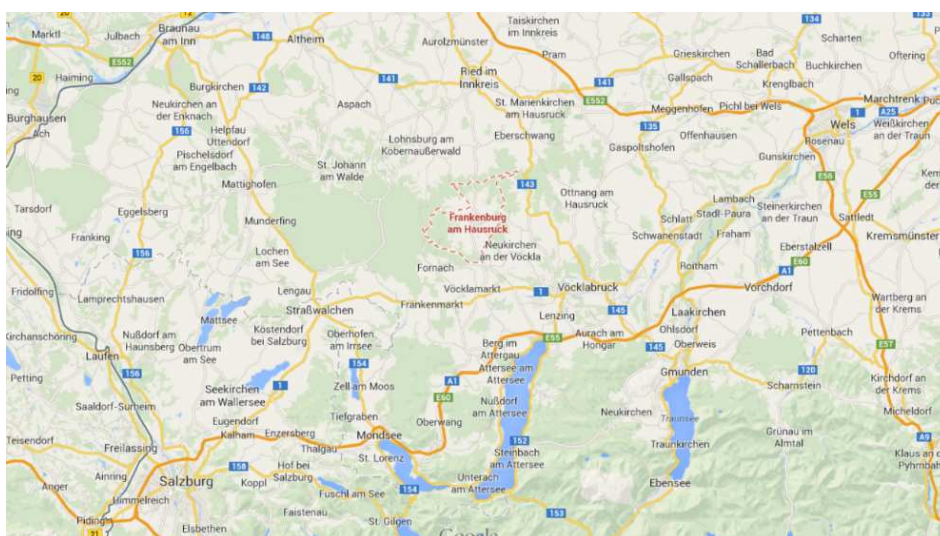 Marktl
Julbach
20
Braunau
am Inn
12
148
Altheim
Aurolzmünster
Taiskirchen
im Innkreis
Pram
134
133
Scharten
Grieskirchen
Bad
Schallerbach
Buchkirchen
Oftering
E552
20
Haiming
Burgkirchen
142
141
Ried im
Innkreis
141
Gallspach
Krenglbach
Neukirchen an
der Enknach
Aspach
St. Marienkirchen
am Hausruck
E552
Meggenhofen
Pichl bei Wels
1
Marchtrenk
A25
Burghausen
Ach
156
Helpfau
Uttendorf
Lohnsburg am
Kobernaußerwald
Eberschwang
135
Offenhausen
Wels
Weißkirchen
an der Traun
Rosenau
Pischelsdorf
am Engelbach
St. Johann
am Walde
Gaspoltshofen
Gunskirchen
Mattighofen
143
E56
E55
Tarsdorf
Eggelsberg
Munderfing
Frankenburg
am Hausruck
Ottnang am
Hausruck
Lambach
Stadl-Paura
Steinerkirchen
an der Traun
Sattledt
Schlatt
Franking
156
Lochen
am See
Neukirchen
an der Vöckla
Schwanenstadt
Fraham
Eberstalzell
Kremsmünster
Fornach
Roitham
A1
E60
Fridolfing
Lamprechtshausen
Lengau
Vöcklamarkt
1
Vöcklabruck
Vorchdorf
Mattsee
Straßwalchen
Frankenmarkt
Lenzing
145
Laakirchen
Wartberg an
der Krems
Kirchanschöring
Nußdorf am
Haunsberg
Obertrum
am See
Köstendorf
bei Salzburg
Oberhofen
am Irrsee
E55
Aurach am
Hongar
Ohlsdorf
Pettenbach
Laufen
Berg im
Attergau
145
Oberweis
E57
Petting
156
154
Attersee am
Attersee
Gmunden
120
Seekirchen
am Wallersee
1
Zell am Moos
A1
Scharnstein
Kirchdorf an
der Krems
Saaldorf-Surheim
E60
Nußdorf
am Attersee
Neukirchen
Traunsee
Micheldorf
Eugendorf
Tiefgraben
Oberwang
Grünau im
Almtal
Teisendorf
Freilassing
Kalham
Enzersberg
Mondsee
152
Traunkirchen
A9
Thalgau
Steinbach
am Attersee
Klaus an d
Pyhrnbahn
Ainring
158
Hof bei
Salzburg
St. Lorenz
Anger
Salzburg
Koppl
Unterach
am Attersee
Ebensee
Himmelreich
Fuschl am See
154
Piding
21
Faistenau
153
Elsbethen
St. Gilgen
Google